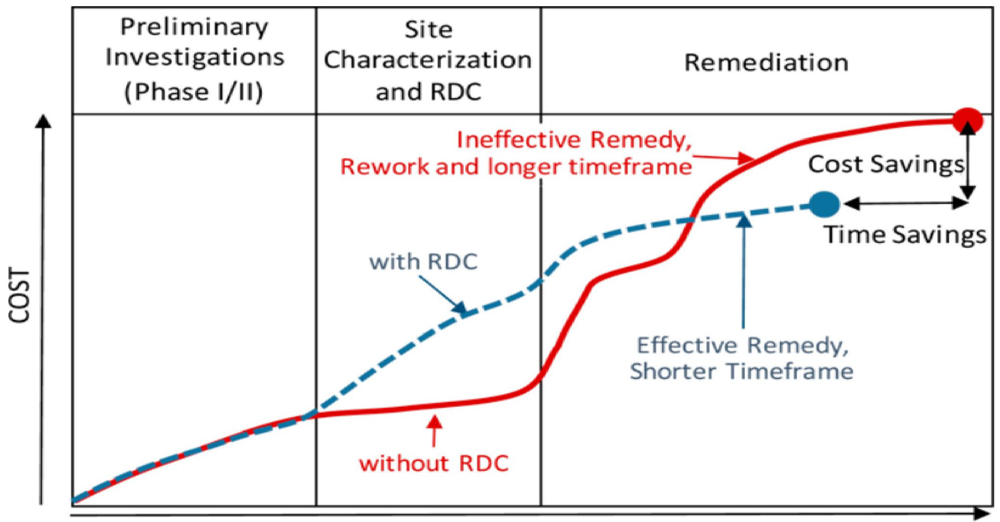 Preliminary
Investigations
(Phase I/II)
Site
Characterization
and RDC
Remediation
Ineffective Remedy,
Rework and longer timeframe
Cost Savings
Time Savings
with RDC
COST
Effective Remedy,
Shorter Timeframe
without RDC